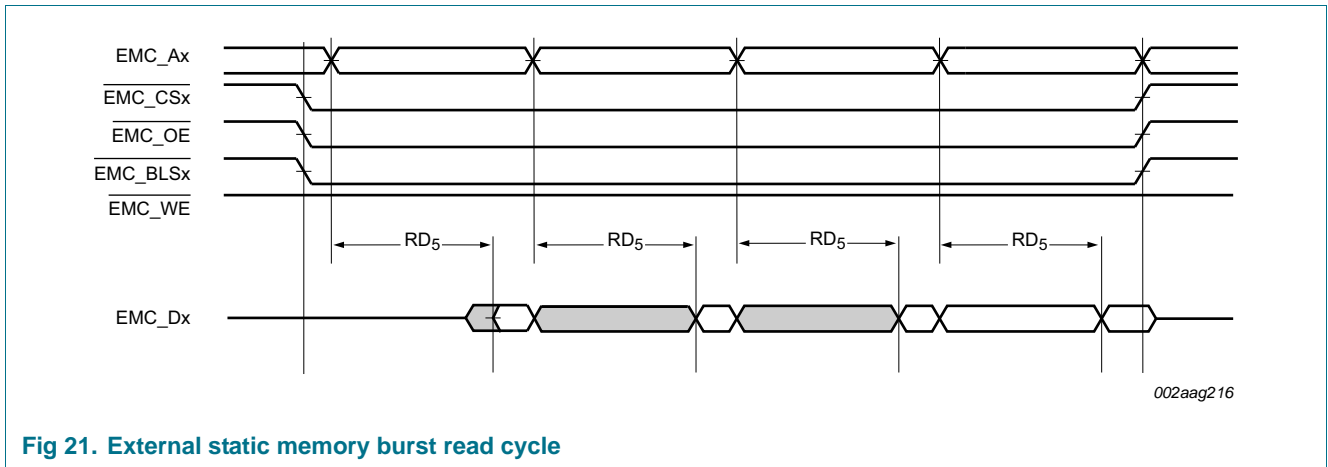 EMC_Ax
EMC_CSx
EMC_OE
EMC_BLSx
EMC_WE
RD5 RD5 RD5 RD5
EMC_Dx
002aag216
Fig 21. External static memory burst read cycle